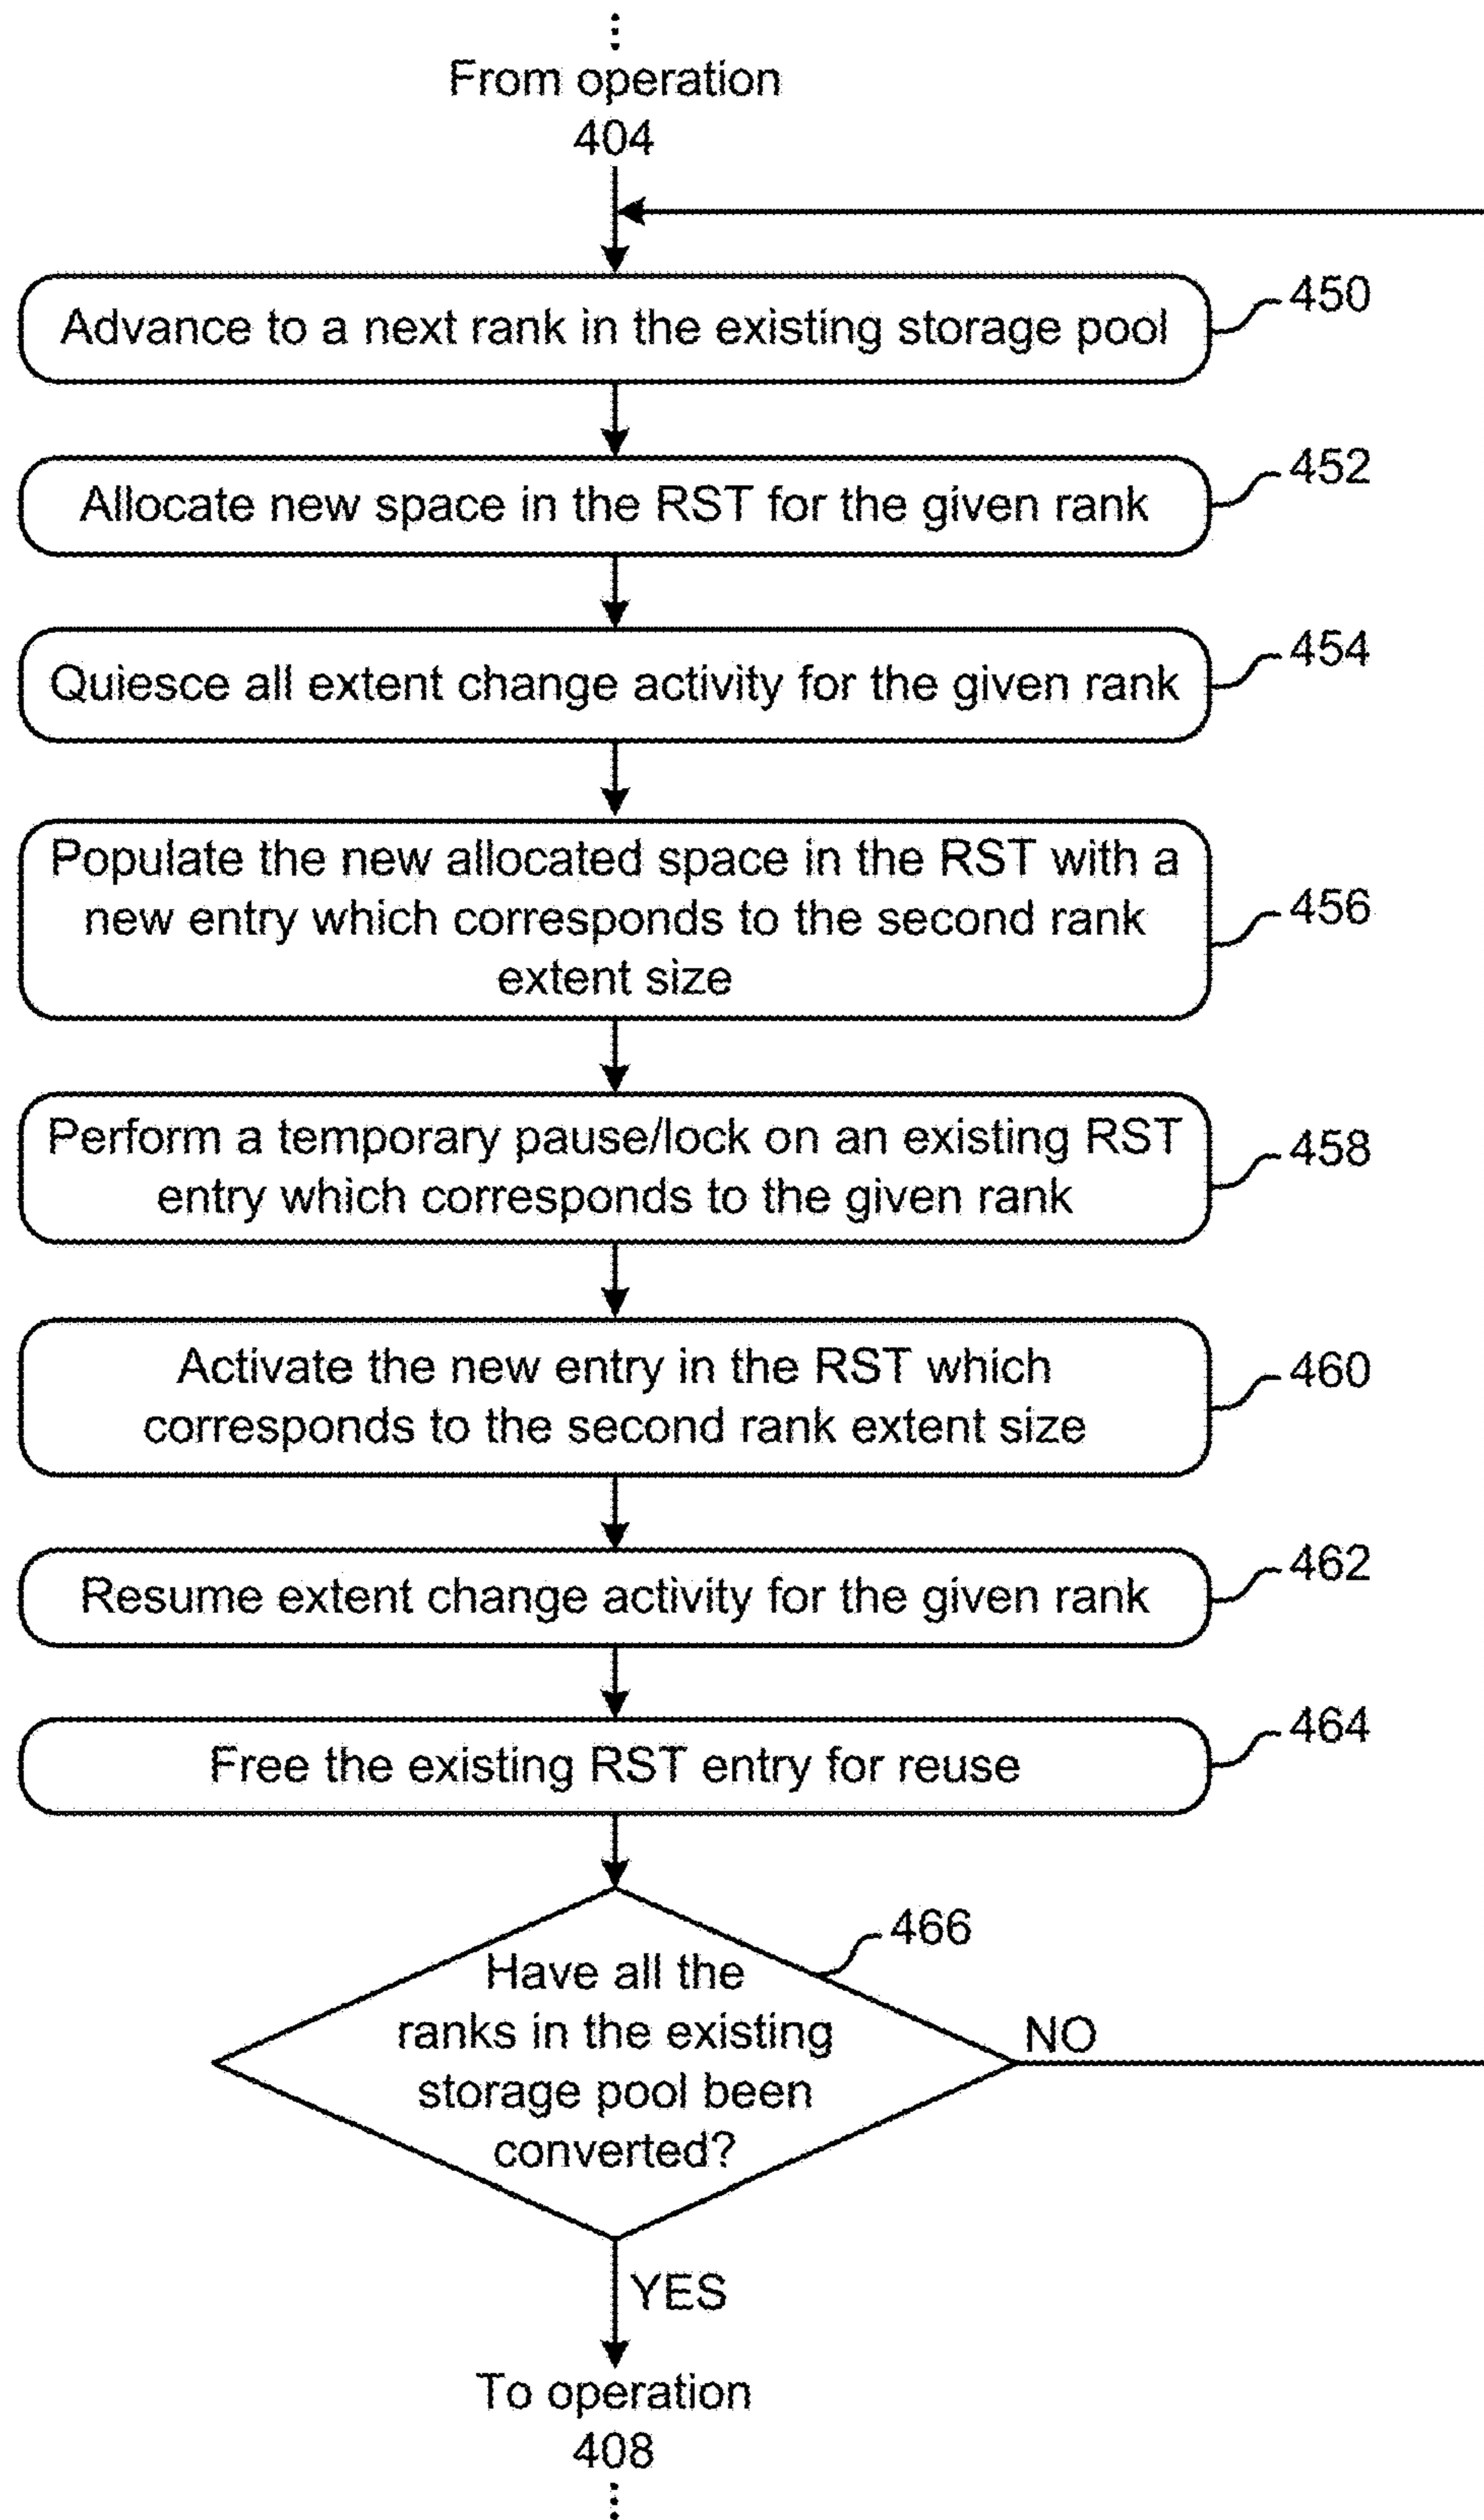 From operation
404
Advance to a next rank in the existing storage pool
450
Allocate new space in the RST for the given rank
452
Quiesce all extent change activity for the given rank
454
Populate the new allocated space in the RST with a
new entry which corresponds to the second rank
extent size
456
Perform a temporary pause/lock on an existing RST
entry which corresponds to the given rank
458
Activate the new entry in the RST which
corresponds to the second rank extent size
460
Resume extent change activity for the given rank
462
Free the existing RST entry for reuse
464
466
Have all the
ranks in the existing
storage pool been
converted?
NO
YES
To operation
408